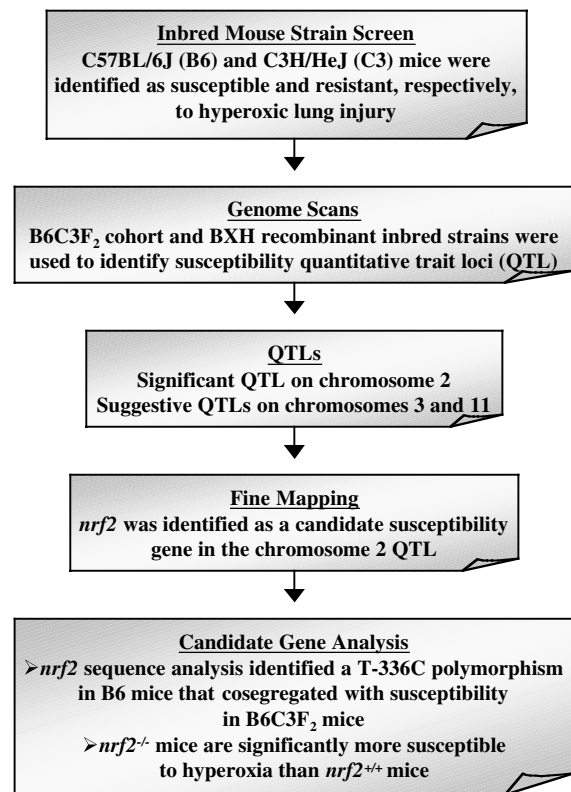 Inbred Mouse Strain Screen
C57BL/6J (B6) and C3H/HeJ (C3) mice were
identified as susceptible and resistant, respectively,
to hyperoxic lung injury
Genome Scans
B6C3F₂ cohort and BXH recombinant inbred strains were
used to identify susceptibility quantitative trait loci (QTL)
QTLs
Significant QTL on chromosome 2
Suggestive QTLs on chromosomes 3 and 11
Fine Mapping
nrf2 was identified as a candidate susceptibility
gene in the chromosome 2 QTL
Candidate Gene Analysis
➢nrf2 sequence analysis identified a T-336C polymorphism
in B6 mice that cosegregated with susceptibility
in B6C3F₂ mice
➢nrf2⁻/⁻ mice are significantly more susceptible
to hyperoxia than nrf2⁺/⁺ mice